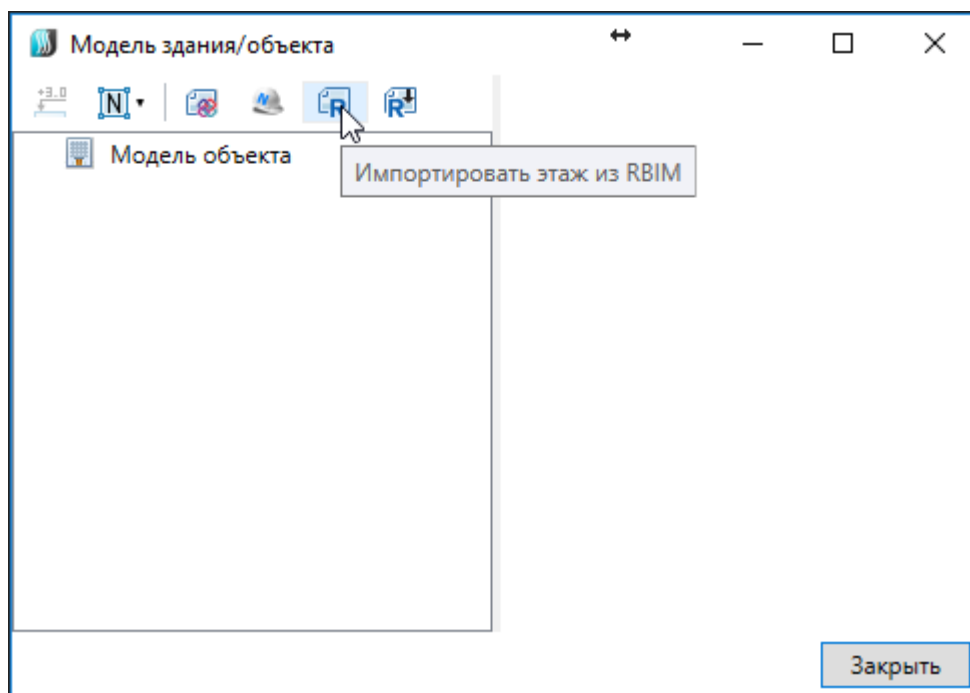 Модель здания/объекта
+3.0
N
N
R
R
Модель объекта
Импортировать этаж из RBIM
Закрыть